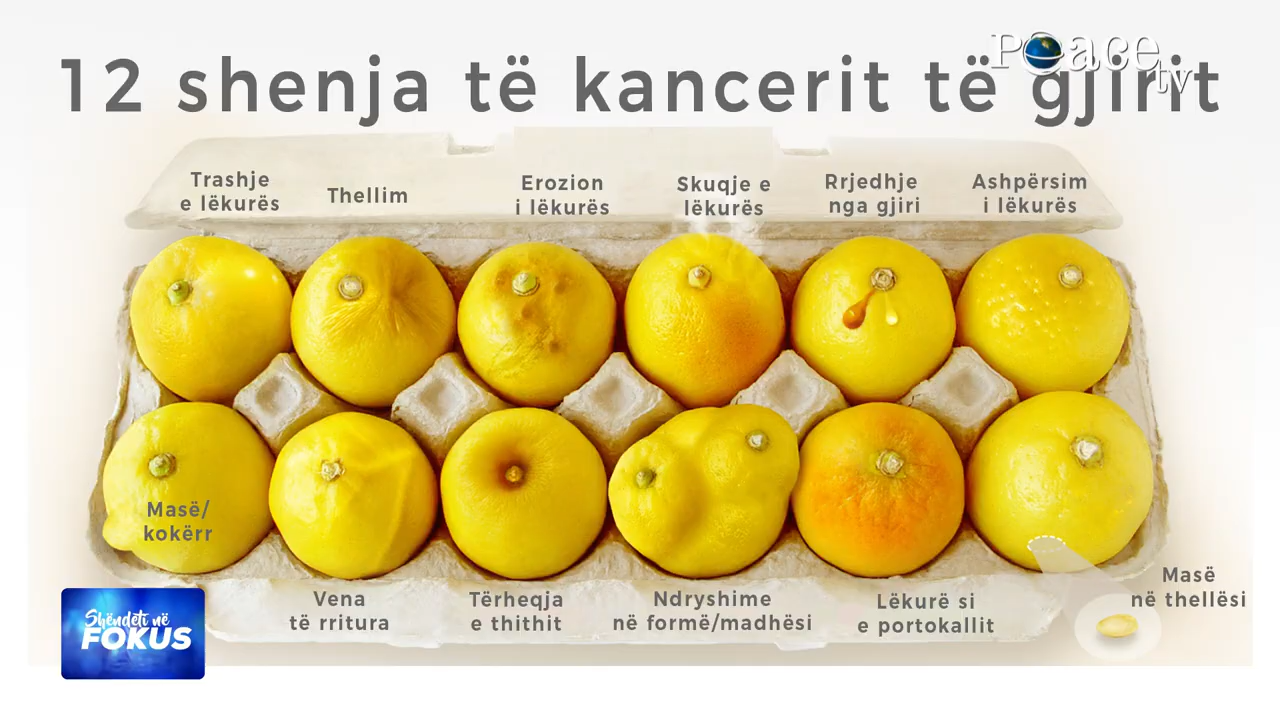 Peace tv
12 shenja të kancerit të gjirit
Trashje
e lëkurës
Thellim
Erozion
i lëkurës
Skuqje e
lëkurës
Rrjedhje
nga gjiri
Ashpërsim
i lëkurës
Masë/
kokërr
Vena
të rritura
Tërheqja
e thithit
Ndryshime
në formë/madhësi
Lëkurë si
e portokallit
Masë
në thellësi
Shëndeti në
FOKUS